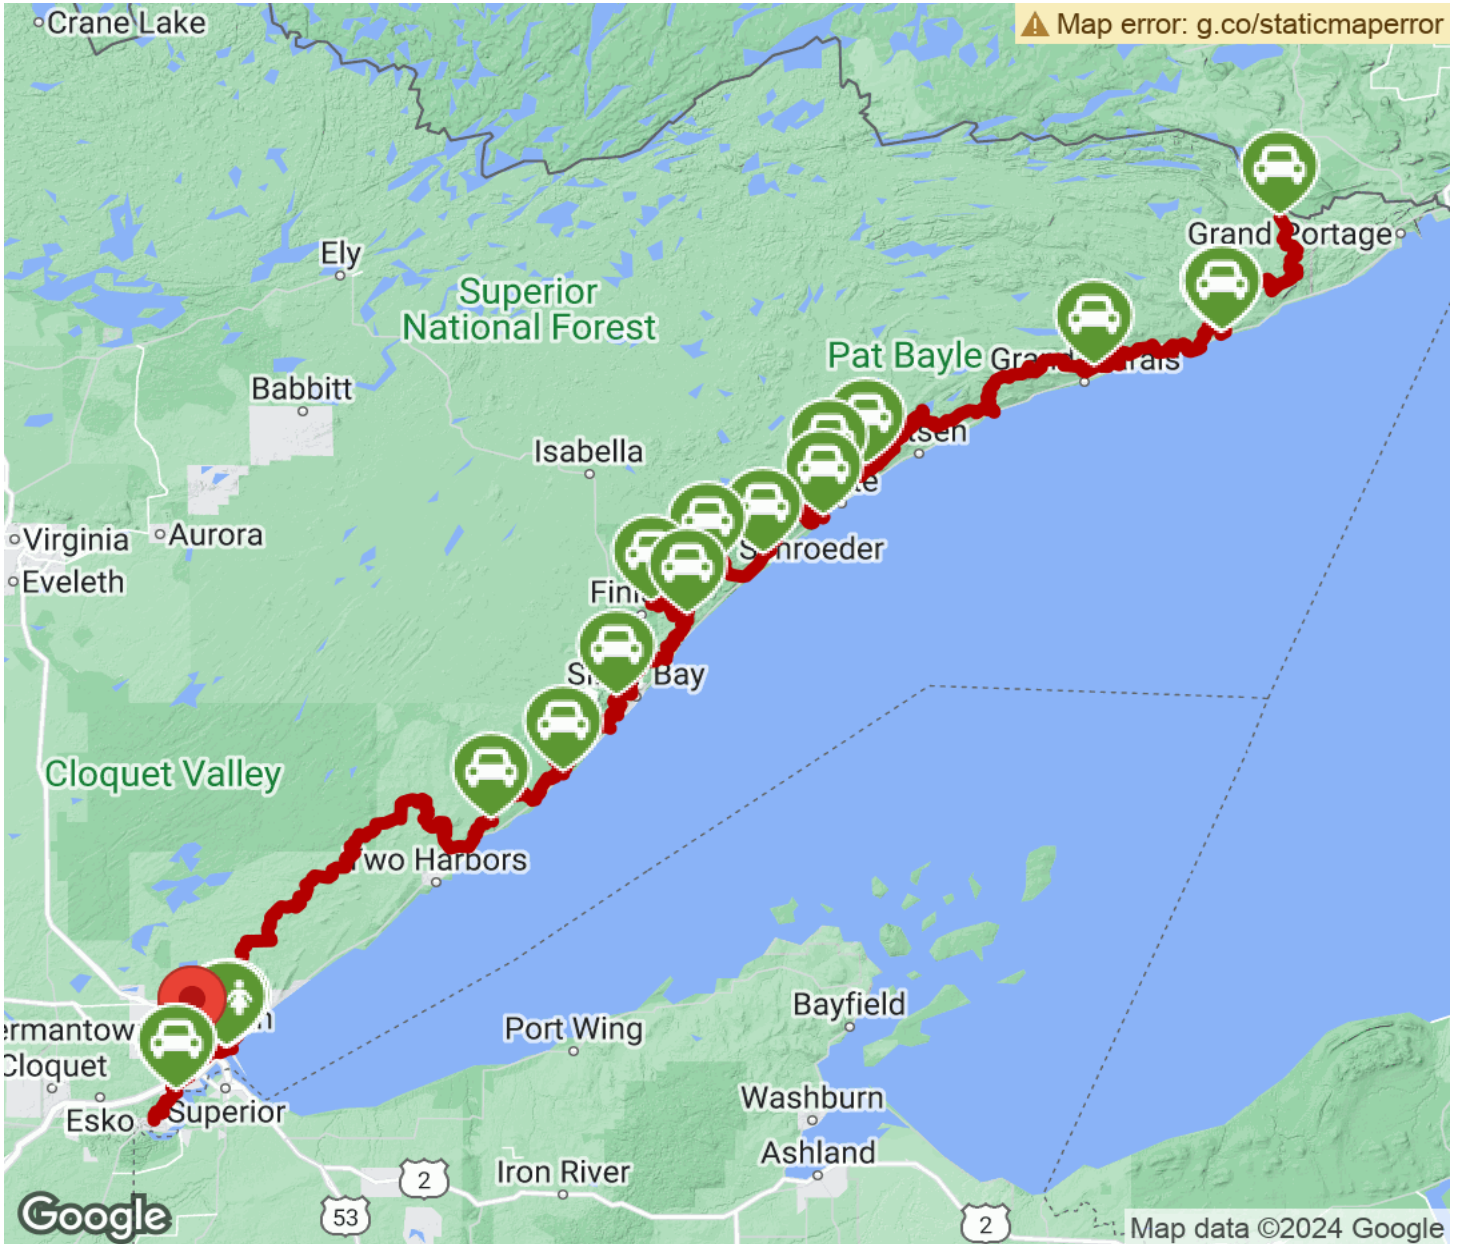 Crane Lake
Map error: g.co/staticmaperror
Grand Portage
Ely
Superior
National Forest
Pat Bayle
Babbitt
Isabella
Virginia
Aurora
Eveleth
Schroeder
Bay
Cloquet Valley
Two Harbors
Bayfield
Port Wing
Cloquet
Washburn
Esko
Superior
Ashland
Iron River
2
53
2
Google
Map data ©2024 Google